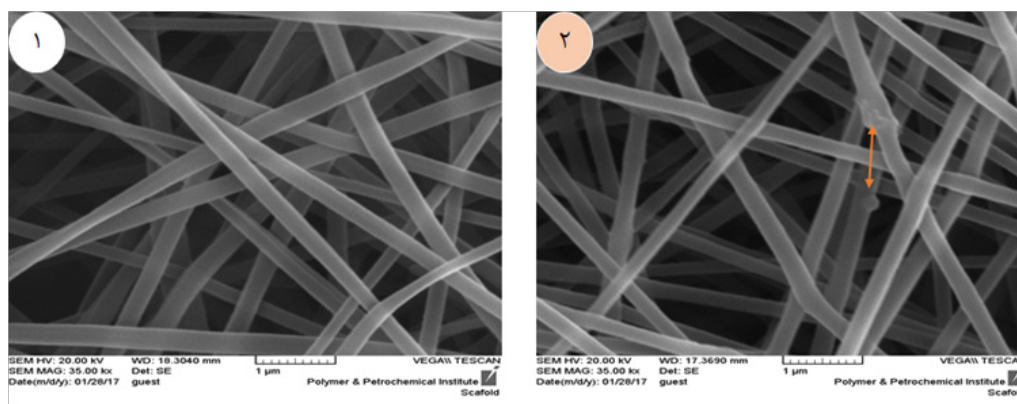 ١
SEM HV: 20.00 kV WD: 18.3040 mm VEGA\\ TESCAN
SEM MAG: 35.00 kx Det: SE 1 µm
Date(m/d/y): 01/28/17 guest Polymer & Petrochemical Institute
Scafold
٢
SEM HV: 20.00 kV WD: 17.3690 mm VEGA\\ TESCAN
SEM MAG: 35.00 kx Det: SE 1 µm
Date(m/d/y): 01/28/17 guest Polymer & Petrochemical Institute
Scafold